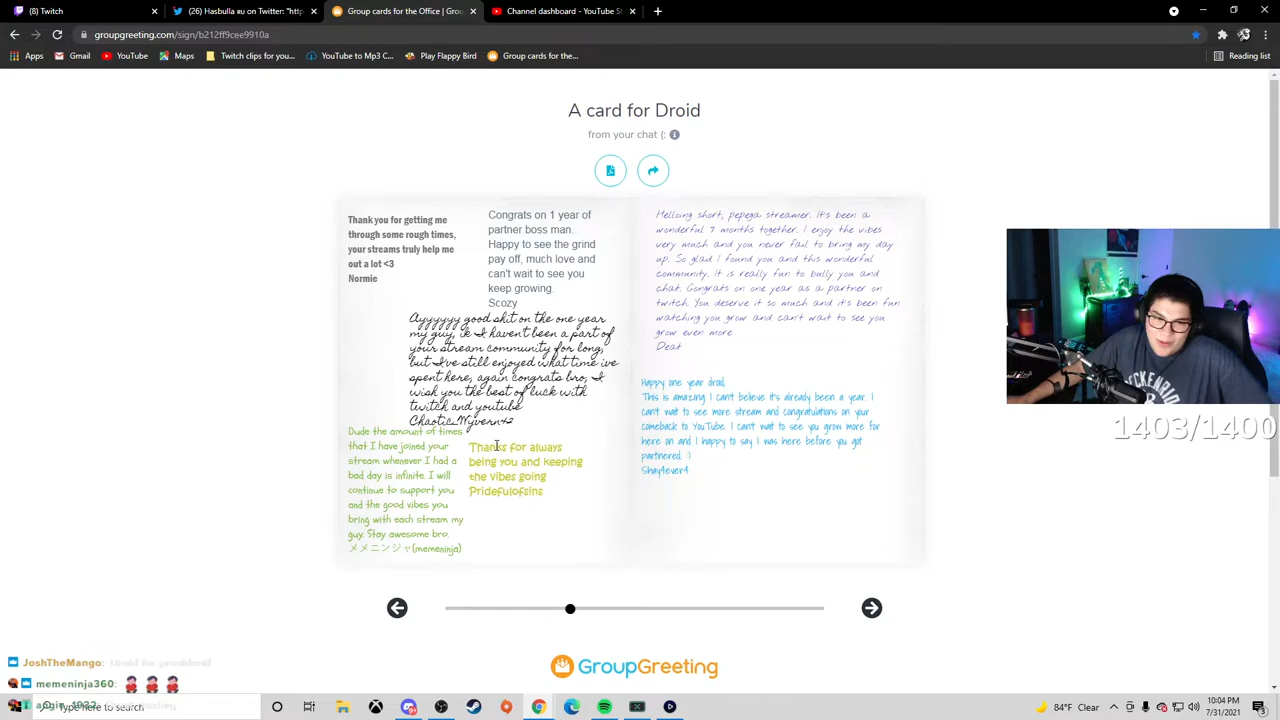 (8) Twitch
(26) Hasbulla au on Twitter: "http
Group Cards for the Office | Grou
Channel dashboard - YouTube St
groupgreeting.com/sign/b212ff9cee9910a
Apps
Gmail
YouTube
Maps
Twitch clips for you...
YouTube to Mp3 C...
Play Flappy Bird
Group cards for the...
Reading list
A card for Droid
from your chat (:
Thank you for getting me
through some rough times,
your streams truly help me
out a lot <3
Normie
Congrats on 1 year of
partner boss man.
Happy to see the grind
pay off, much love and
can't wait to see you
keep growing.
Scozy
Ayyyyyy good shit on the one year
my guy. Ik I havent been a part of
your stream community for long,
but I've still enjoyed what time ive
spent here, again congrats bro, I
wish you the best of luck with
twitch and youtube
Chaotic_Wyvern42
Dude the amount of times
that I have joined your
stream whenever I had a
bad day is infinite. I will
continue to support you
and the good vibes you
bring with each stream my
guy. Stay awesome bro.
メメニンジャ(memeninja)
Thanks for always
being you and keeping
the vibes going
Pridefulofsins
Helloing short, pepega streamer. It's been a
wonderful 7 months together. I enjoy the vibes
very much and you never fail to bring my day
up. So glad I found you and this wonderful
community. It is really fun to bully you and
chat. Congrats on one year as a partner on
twitch. You deserve it so much and it's been fun
watching you grow and can't wait to see you
grow even more
Deat
Happy one year droid,
This is amazing I can't believe it's already been a year. I
can't wait to see more stream and congratulations on your
comeback to YouTube. I can't wait to see you grow more for
here on and I happy to say I was here before you got
partnered. :)
Shay4ever4
1403/1400
GroupGreeting
JoshTheMango:
memeninja360:
Type here to search
84°F Clear
10:04 PM
7/31/2021